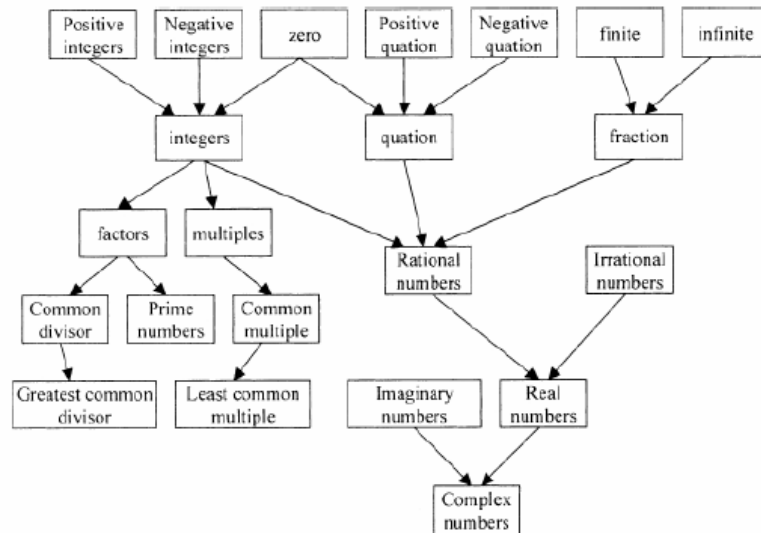 Positive
integers
Negative
integers
zero
Positive
quation
Negative
quation
finite
infinite
integers
quation
fraction
factors
multiples
Rational
numbers
Irrational
numbers
Common
divisor
Prime
numbers
Common
multiple
Greatest common
divisor
Least common
multiple
Imaginary
numbers
Real
numbers
Complex
numbers